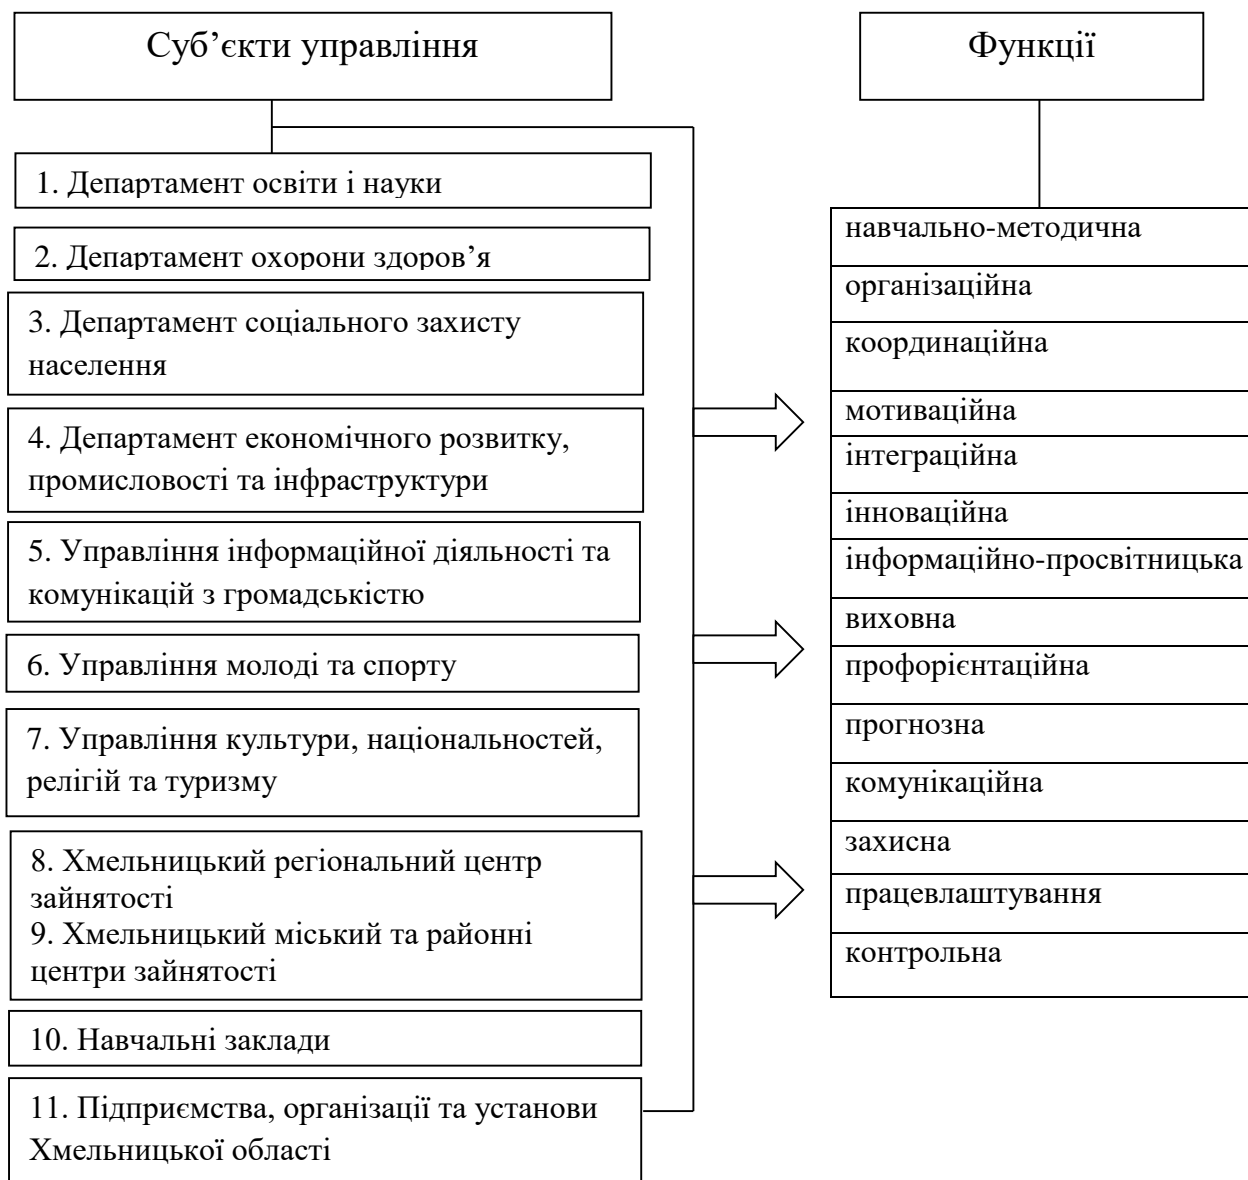 Суб’єкти управління
1. Департамент освіти і науки
2. Департамент охорони здоров’я
3. Департамент соціального захисту
населення
4. Департамент економічного розвитку,
промисловості та інфраструктури
5. Управління інформаційної діяльності та
комунікацій з громадськістю
6. Управління молоді та спорту
7. Управління культури, національностей,
релігій та туризму
8. Хмельницький регіональний центр
зайнятості
9. Хмельницький міський та районні
центри зайнятості
10. Навчальні заклади
11. Підприємства, організації та установи
Хмельницької області
Функції
навчально-методична
організаційна
координаційна
мотиваційна
інтеграційна
інноваційна
інформаційно-просвітницька
виховна
профорієнтаційна
прогнозна
комунікаційна
захисна
працевлаштування
контрольна